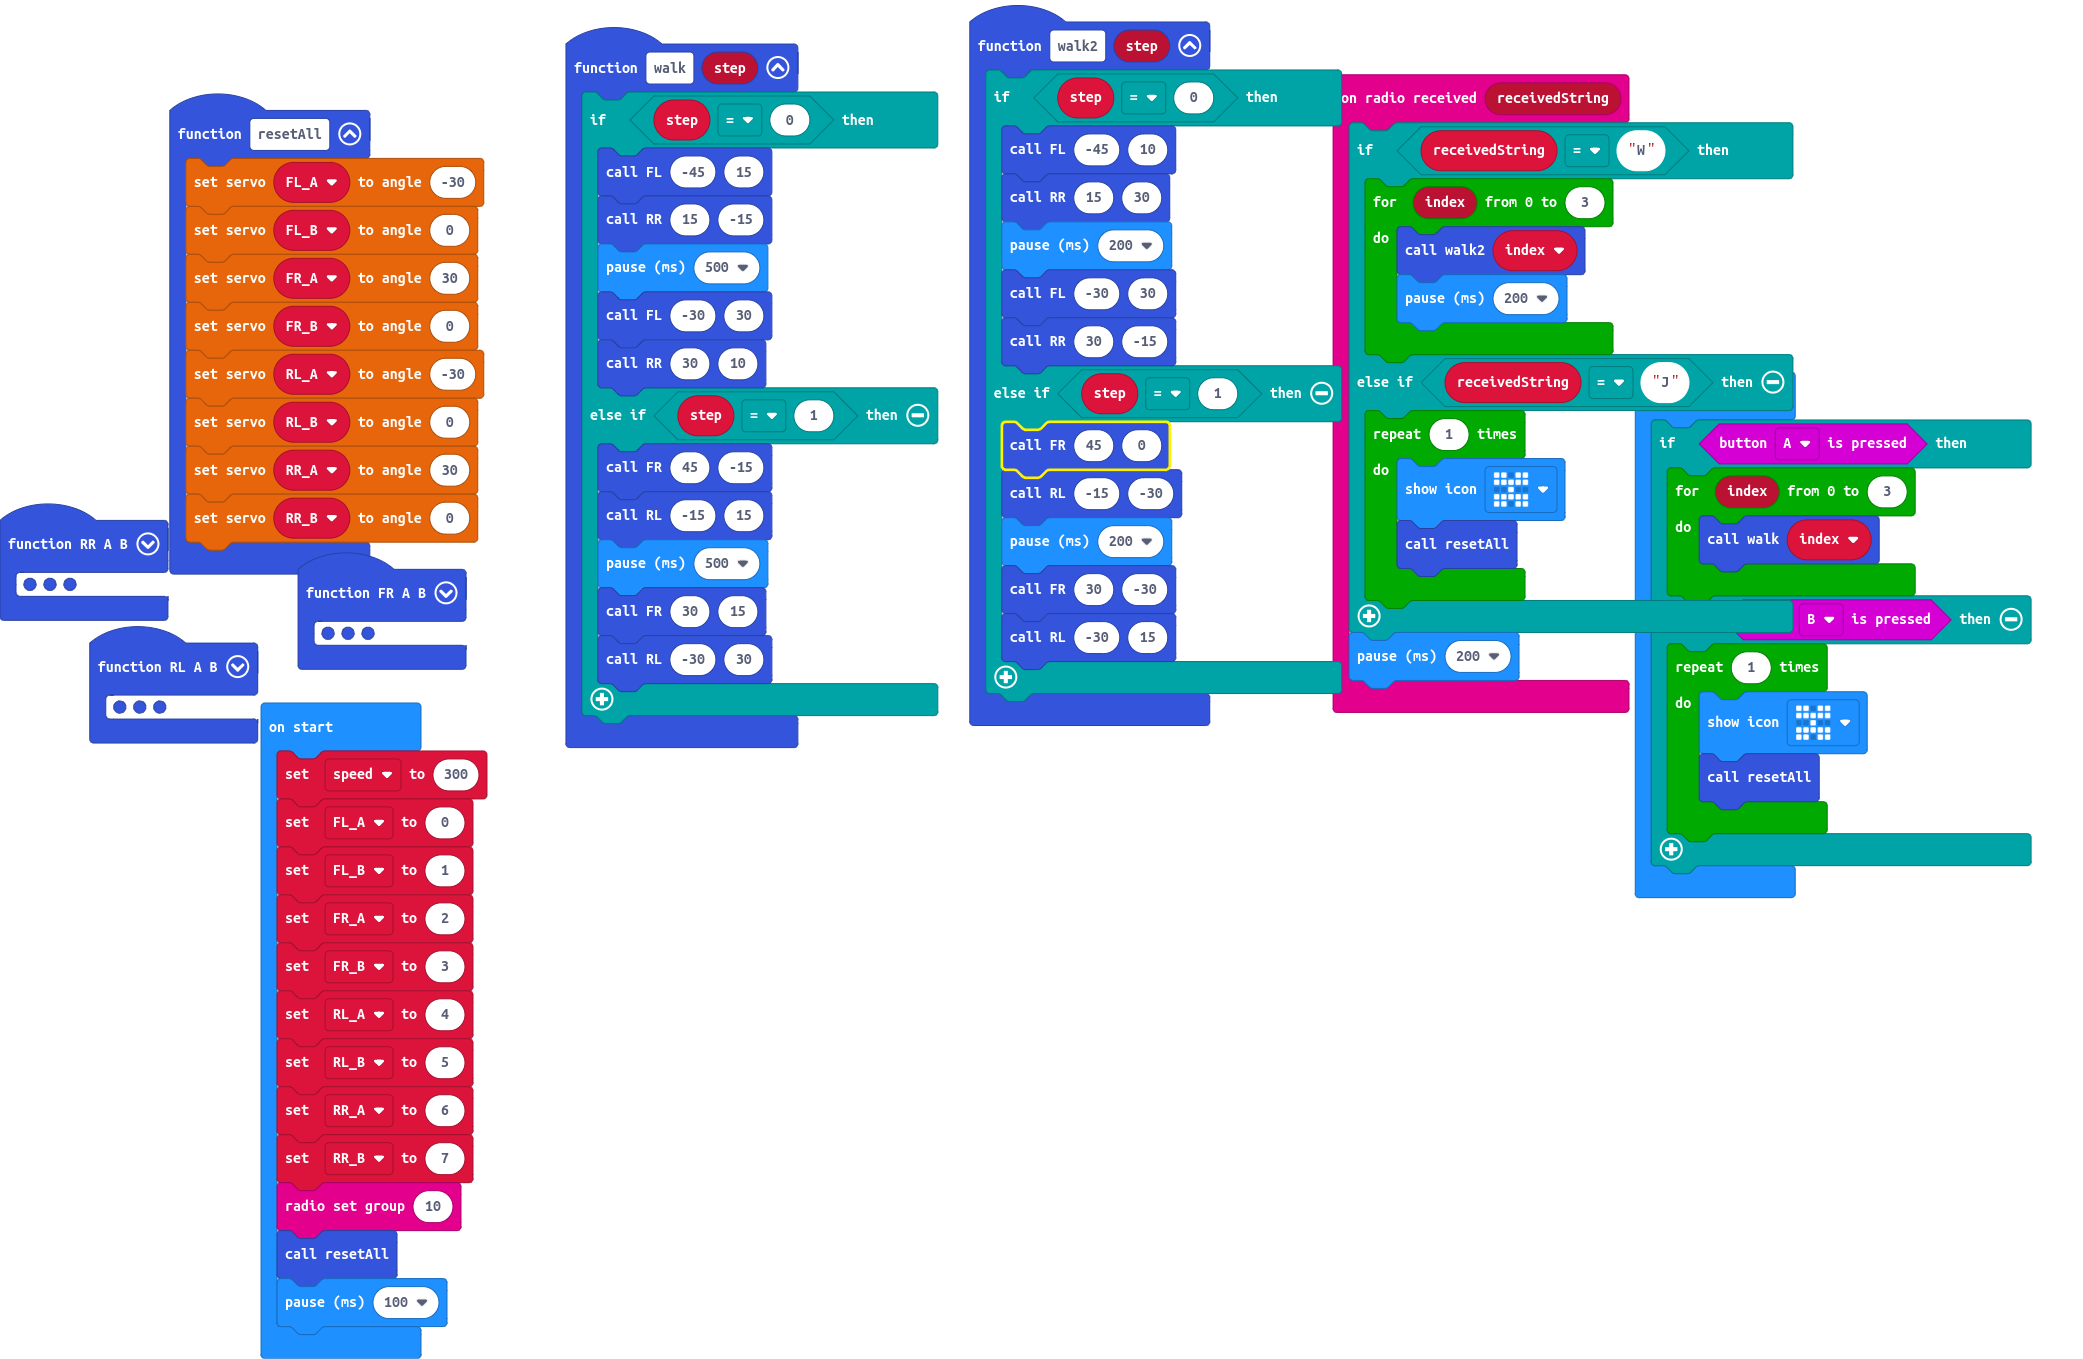 function resetAll
set servo FL_A to angle -30
set servo FL_B to angle 0
set servo FR_A to angle 30
set servo FR_B to angle 0
set servo RL_A to angle -30
set servo RL_B to angle 0
set servo RR_A to angle 30
set servo RR_B to angle 0
function RR A B
function FR A B
function RL A B
on start
set speed to 300
set FL_A to 0
set FL_B to 1
set FR_A to 2
set FR_B to 3
set RL_A to 4
set RL_B to 5
set RR_A to 6
set RR_B to 7
radio set group 10
call resetAll
pause (ms) 100
function walk step
if step = 0 then
call FL -45 15
call RR 15 -15
pause (ms) 500
call FL -30 30
call RR 30 10
else if step = 1 then
call FR 45 -15
call RL -15 15
pause (ms) 500
call FR 30 15
call RL -30 30
function walk2 step
if step = 0 then
call FL -45 10
call RR 15 30
pause (ms) 200
call FL -30 30
call RR 30 -15
else if step = 1 then
call FR 45 0
call RL -15 -30
pause (ms) 200
call FR 30 -30
call RL -30 15
on radio received receivedString
if receivedString = "W" then
for index from 0 to 3
do call walk2 index
pause (ms) 200
else if receivedString = "J" then
repeat 1 times
do show icon
call resetAll
pause (ms) 200
if button A is pressed then
for index from 0 to 3
do call walk index
B is pressed then
repeat 1 times
do show icon
call resetAll